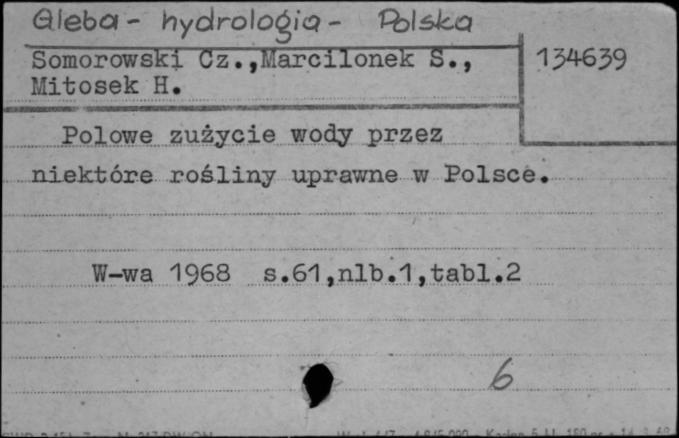 Gleba - hydrologia - Polska
Somorowski Cz., Marcilonek S.,
134639
Mitosek H.
Polowe zużycie wody przez
niektóre rośliny uprawne w Polsce.
W-wa 1968 s.61,nlb.1,tabl.2
6